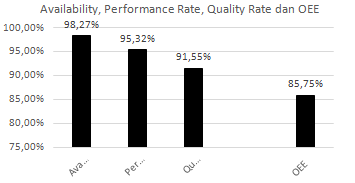 Availability, Performance Rate, Quality Rate dan OEE
100,00%
95,00%
90,00%
85,00%
80,00%
75,00%
98,27%
95,32%
91,55%
85,75%
Ava...
Per...
Qu...
OEE